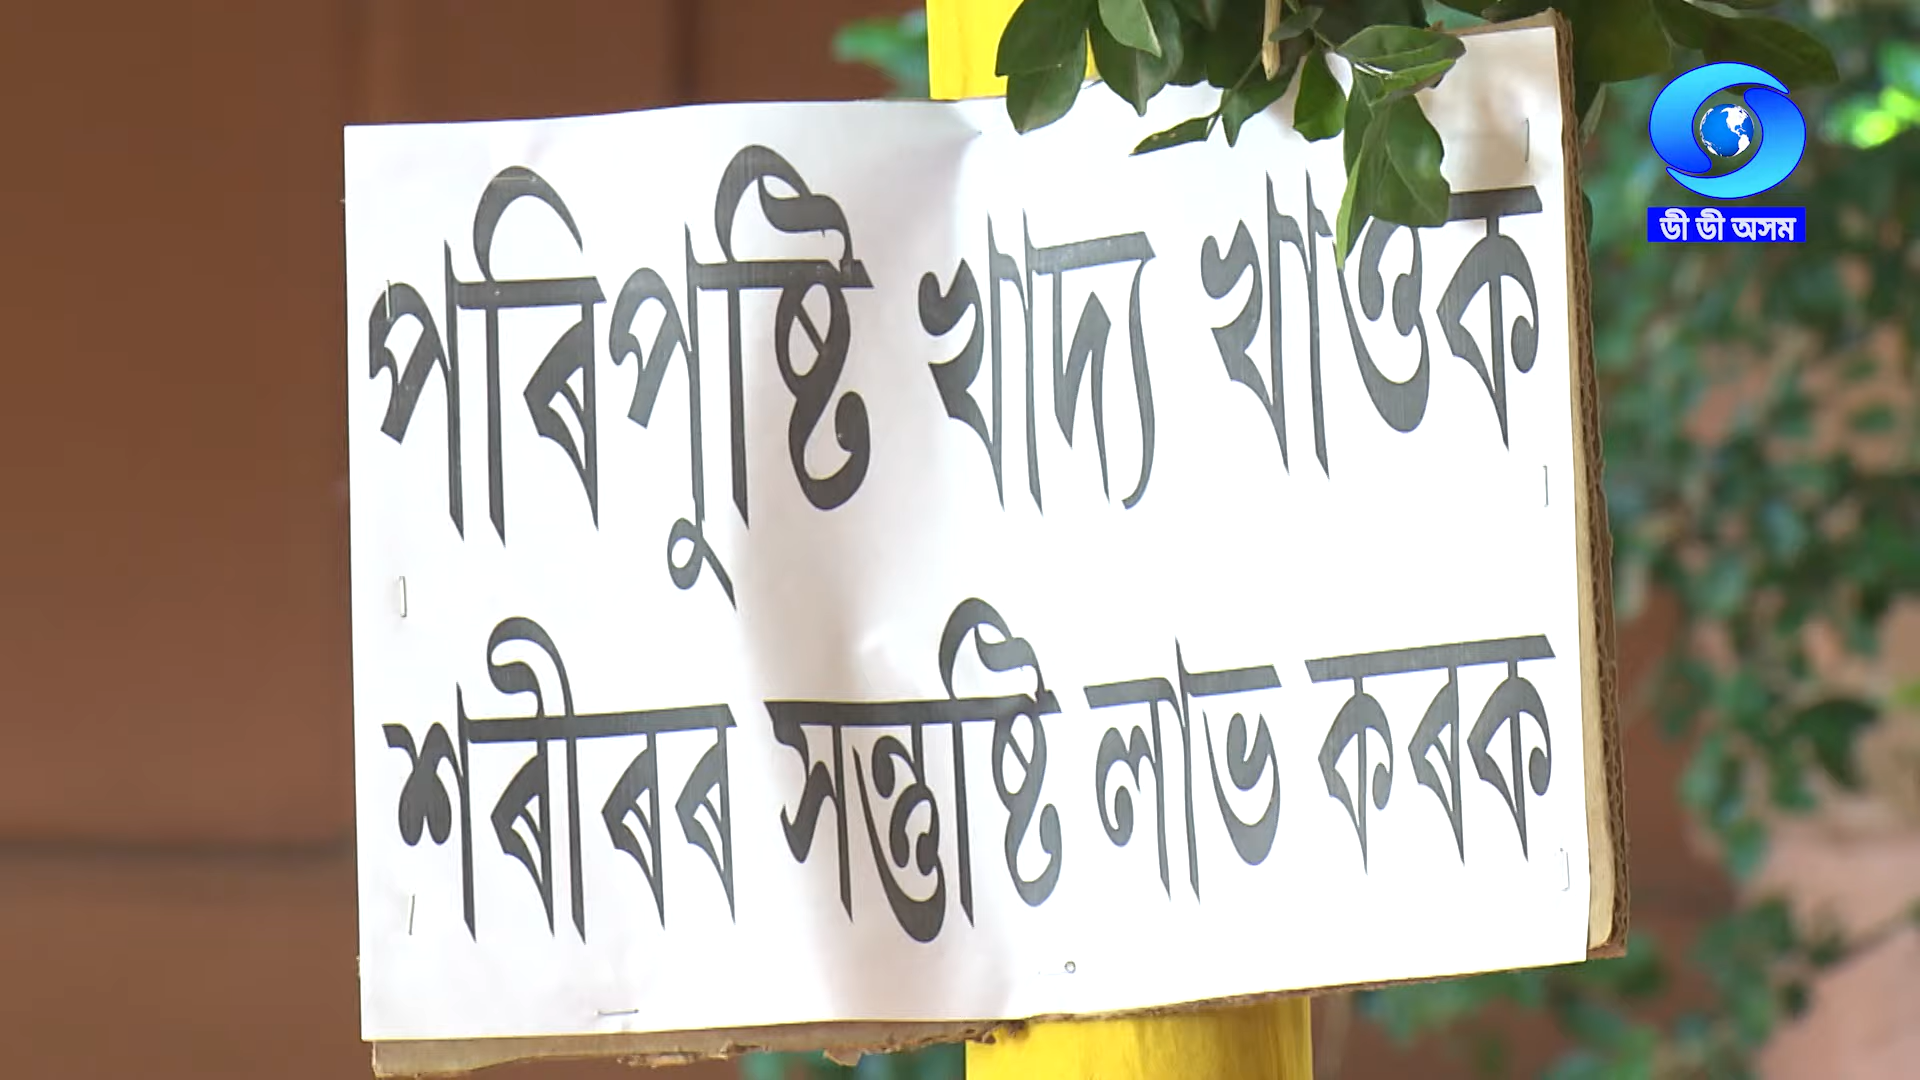 পৰিপুষ্টি খাদ্য খাওক
শৰীৰৰ সন্তুষ্টি লাভ কৰক
ডী ডী অসম